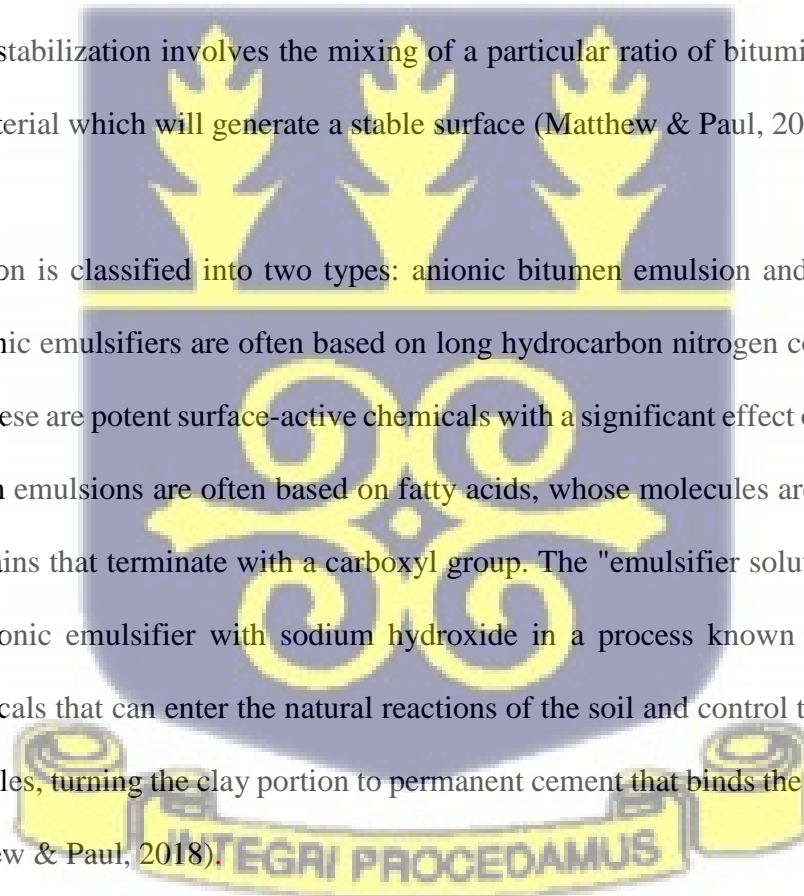 stabilization involves the mixing of a particular ratio of bitumi
terial which will generate a stable surface (Matthew & Paul, 20
on is classified into two types: anionic bitumen emulsion and
nic emulsifiers are often based on long hydrocarbon nitrogen c
ese are potent surface-active chemicals with a significant effect
n emulsions are often based on fatty acids, whose molecules ar
ains that terminate with a carboxyl group. The "emulsifier solut
onic emulsifier with sodium hydroxide in a process known
cals that can enter the natural reactions of the soil and control t
les, turning the clay portion to permanent cement that binds the
ew & Paul, 2018).
INTEGRI PROCEDAMUS